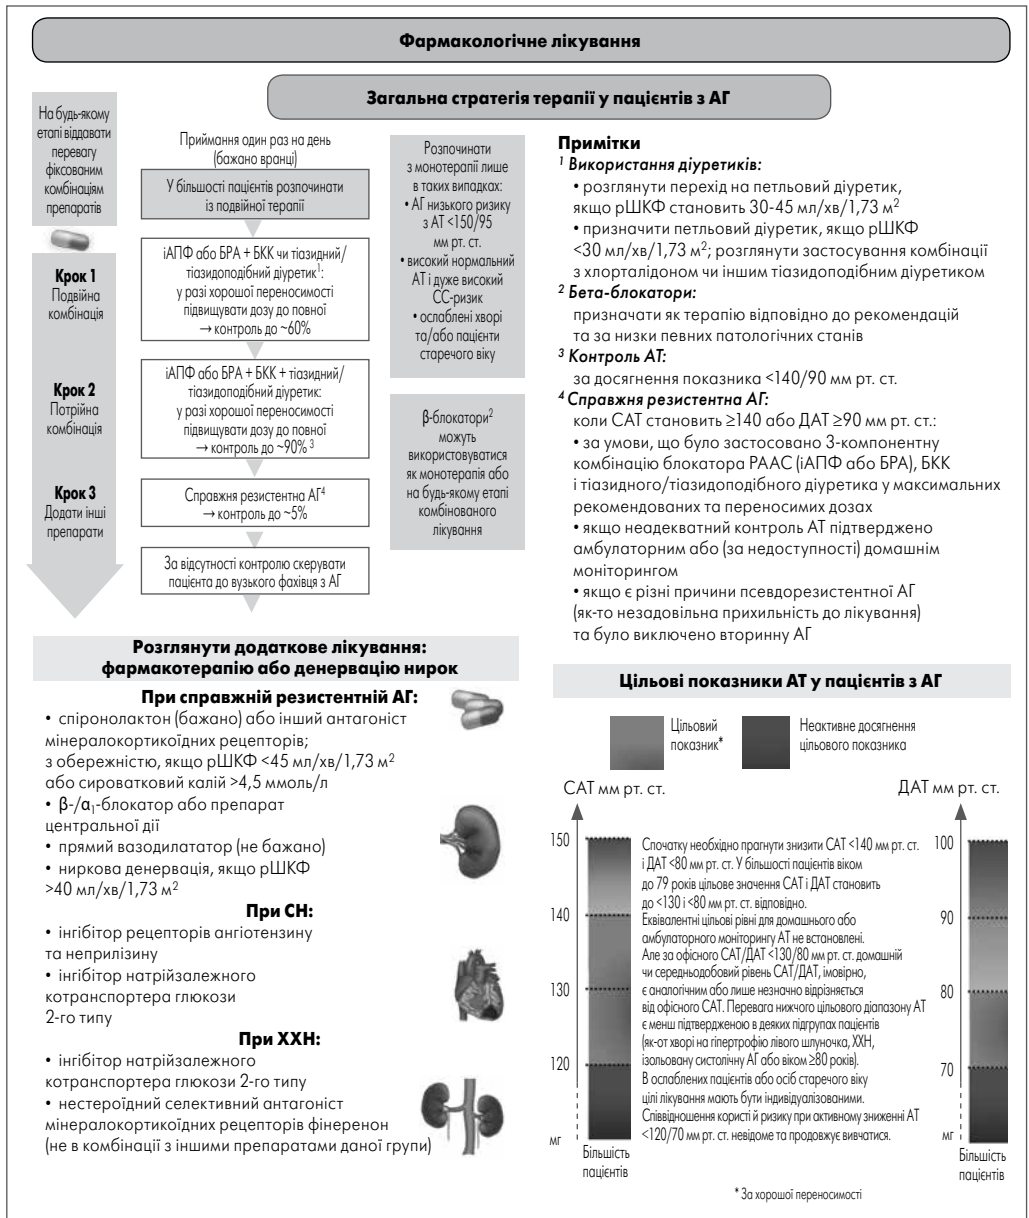 Фармакологічне лікування
Загальна стратегія терапії у пацієнтів з АГ
На будь-якому
етапі віддавати
перевагу
фіксованим
комбінаціям
препаратів
Крок 1
Подвійна
комбінація
Крок 2
Потрійна
комбінація
Крок 3
Додати інші
препарати
Приймання один раз на день
(бажано вранці)
У більшості пацієнтів розпочинати
із подвійної терапії
іАПФ або БРА + БКК чи тіазидний/
тіазидоподібний діуретик¹:
у разі хорошої переносимості
підвищувати дозу до повної
→ контроль до ~60%
іАПФ або БРА + БКК + тіазидний/
тіазидоподібний діуретик:
у разі хорошої переносимості
підвищувати дозу до повної
→ контроль до ~90% ³
Справжня резистентна АГ⁴
→ контроль до ~5%
За відсутності контролю скерувати
пацієнта до вузького фахівця з АГ
Розпочинати
з монотерапії лише
в таких випадках:
• АГ низького ризику
з АТ <150/95
мм рт. ст.
• високий нормальний
АТ і дуже високий
СС-ризик
• ослаблені хворі
та/або пацієнти
старечого віку
β-блокатори²
можуть
використовуватися
як монотерапія або
на будь-якому етапі
комбінованого
лікування
Примітки
¹ Використання діуретиків:
• розглянути перехід на петльовий діуретик,
якщо рШКФ становить 30-45 мл/хв/1,73 м²
• призначити петльовий діуретик, якщо рШКФ
<30 мл/хв/1,73 м²; розглянути застосування комбінації
з хлорталідоном чи іншим тіазидоподібним діуретиком
² Бета-блокатори:
призначати як терапію відповідно до рекомендацій
та за низки певних патологічних станів
³ Контроль АТ:
за досягнення показника <140/90 мм рт. ст.
⁴ Справжня резистентна АГ:
коли САТ становить ≥140 або ДАТ ≥90 мм рт. ст.:
• за умови, що було застосовано 3-компонентну
комбінацію блокатора РААС (іАПФ або БРА), БКК
і тіазидного/тіазидоподібного діуретика у максимальних
рекомендованих та переносимих дозах
• якщо неадекватний контроль АТ підтверджено
амбулаторним або (за недоступності) домашнім
моніторингом
• якщо є різні причини псевдорезистентної АГ
(як-то незадовільна прихильність до лікування)
та було виключено вторинну АГ
Розглянути додаткове лікування:
фармакотерапію або денервацію нирок
При справжній резистентній АГ:
• спіронолактон (бажано) або інший антагоніст
мінералокортикоїдних рецепторів;
з обережністю, якщо рШКФ <45 мл/хв/1,73 м²
або сироватковий калій >4,5 ммоль/л
• β-/α₁-блокатор або препарат
центральної дії
• прямий вазодилататор (не бажано)
• ниркова денервація, якщо рШКФ
>40 мл/хв/1,73 м²
При СН:
• інгібітор рецепторів ангіотензину
та неприлізину
• інгібітор натрійзалежного
котранспортера глюкози
2-го типу
При ХХН:
• інгібітор натрійзалежного
котранспортера глюкози 2-го типу
• нестероїдний селективний антагоніст
мінералокортикоїдних рецепторів фінеренон
(не в комбінації з іншими препаратами даної групи)
Цільові показники АТ у пацієнтів з АГ
Цільовий
показник*
Неактивне досягнення
цільового показника
САТ мм рт. ст.
150
140
130
120
мг
Більшість
пацієнтів
Спочатку необхідно прагнути знизити САТ <140 мм рт. ст.
і ДАТ <80 мм рт. ст. У більшості пацієнтів віком
до 79 років цільове значення САТ і ДАТ становить
до <130 і <80 мм рт. ст. відповідно.
Еквівалентні цільові рівні для домашнього або
амбулаторного моніторингу АТ не встановлені.
Але за офісного САТ/ДАТ <130/80 мм рт. ст. домашній
чи середньодобовий рівень САТ/ДАТ, імовірно,
є аналогічним або лише незначно відрізняється
від офісного САТ. Перевага нижчого цільового діапазону АТ
є менш підтвердженою в деяких підгрупах пацієнтів
(як-от хворі на гіпертрофію лівого шлуночка, ХХН,
ізольовану систолічну АГ або віком ≥80 років).
В ослаблених пацієнтів або осіб старечого віку
цілі лікування мають бути індивідуалізованими.
Співвідношення користі й ризику при активному зниженні АТ
<120/70 мм рт. ст. невідоме та продовжує вивчатися.
ДАТ мм рт. ст.
100
90
80
70
мг
Більшість
пацієнтів
* За хорошої переносимості